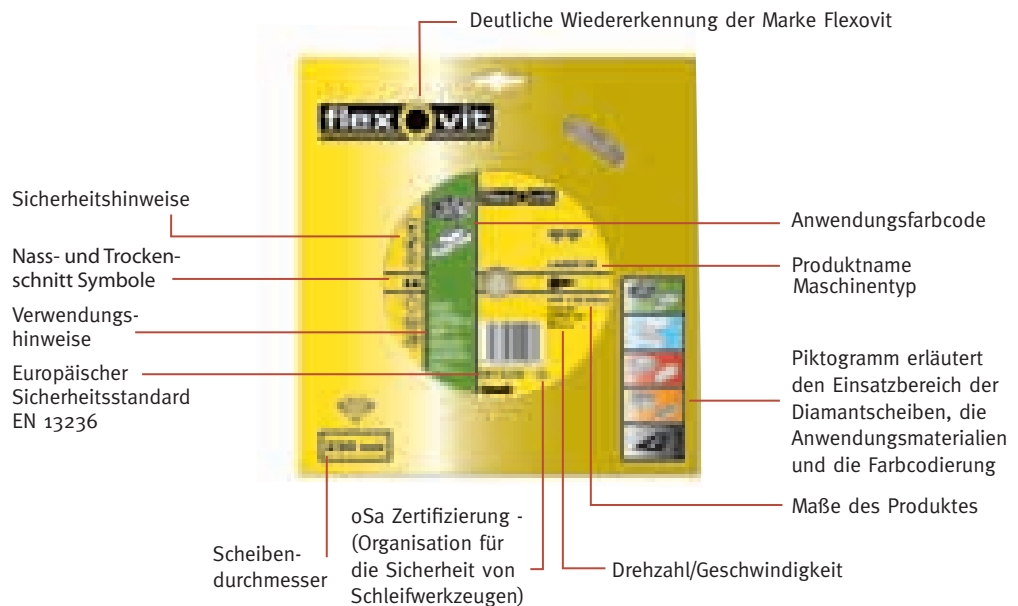 Deutliche Wiedererkennung der Marke Flexovit
flex vit
Sicherheitshinweise
Nass- und Trocken-
schnitt Symbole
Verwendungs-
hinweise
Europäischer
Sicherheitsstandard
EN 13236
Anwendungsfarbcode
Produktname
Maschinentyp
Piktogramm erläutert
den Einsatzbereich der
Diamantscheiben, die
Anwendungsmaterialien
und die Farbcodierung
Maße des Produktes
Drehzahl/Geschwindigkeit
oSa Zertifizierung -
(Organisation für
die Sicherheit von
Schleifwerkzeugen)
Scheiben-
durchmesser